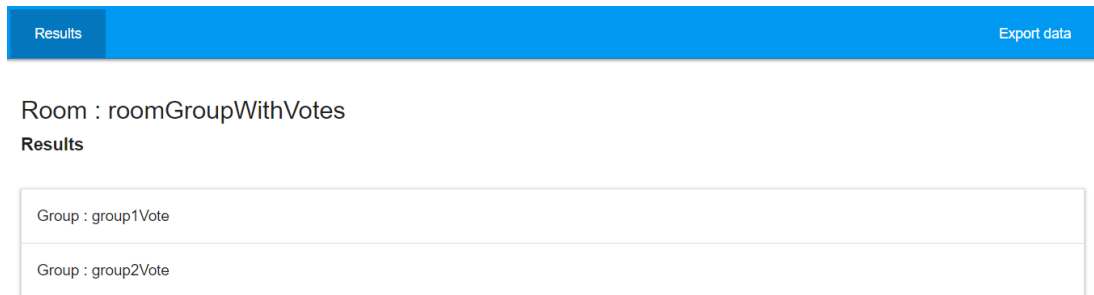 Results
Export data
Room : roomGroupWithVotes
Results
Group : group1Vote
Group : group2Vote